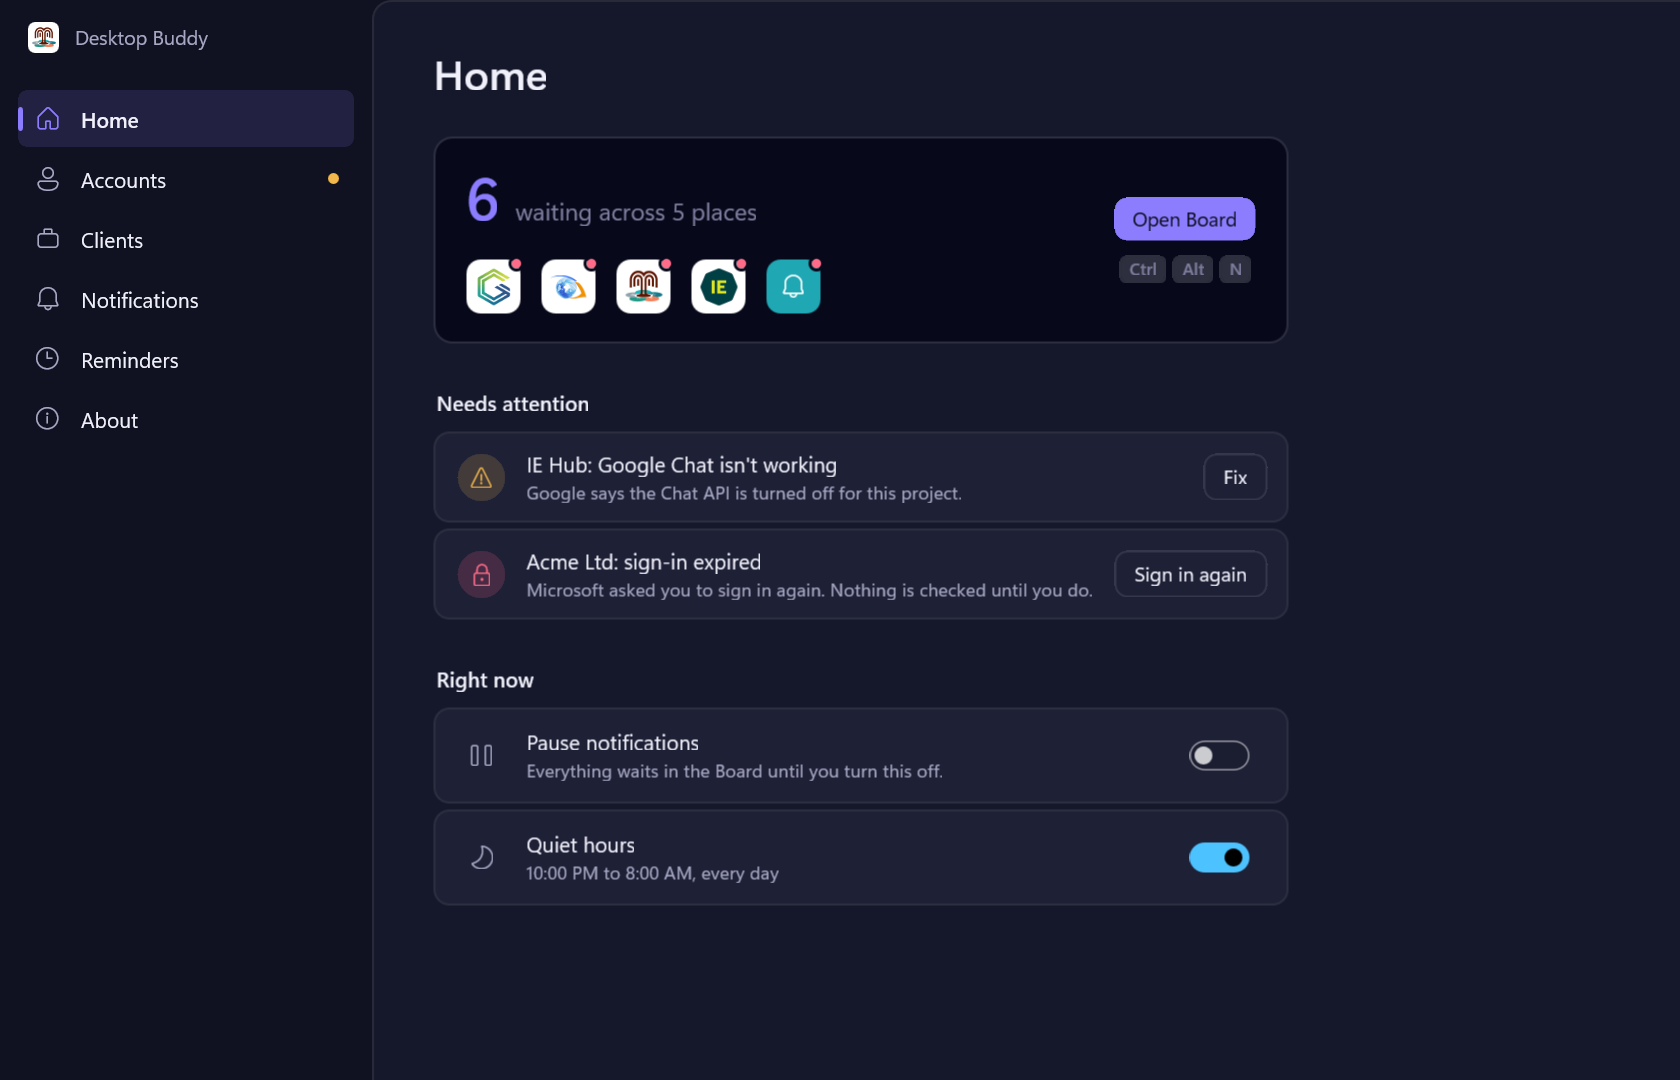 Desktop Buddy
Home
Accounts
Clients
Notifications
Reminders
About
Home
6 waiting across 5 places
Open Board
Ctrl Alt N
IE
Needs attention
IE Hub: Google Chat isn't working
Google says the Chat API is turned off for this project.
Fix
Acme Ltd: sign-in expired
Microsoft asked you to sign in again. Nothing is checked until you do.
Sign in again
Right now
Pause notifications
Everything waits in the Board until you turn this off.
Quiet hours
10:00 PM to 8:00 AM, every day